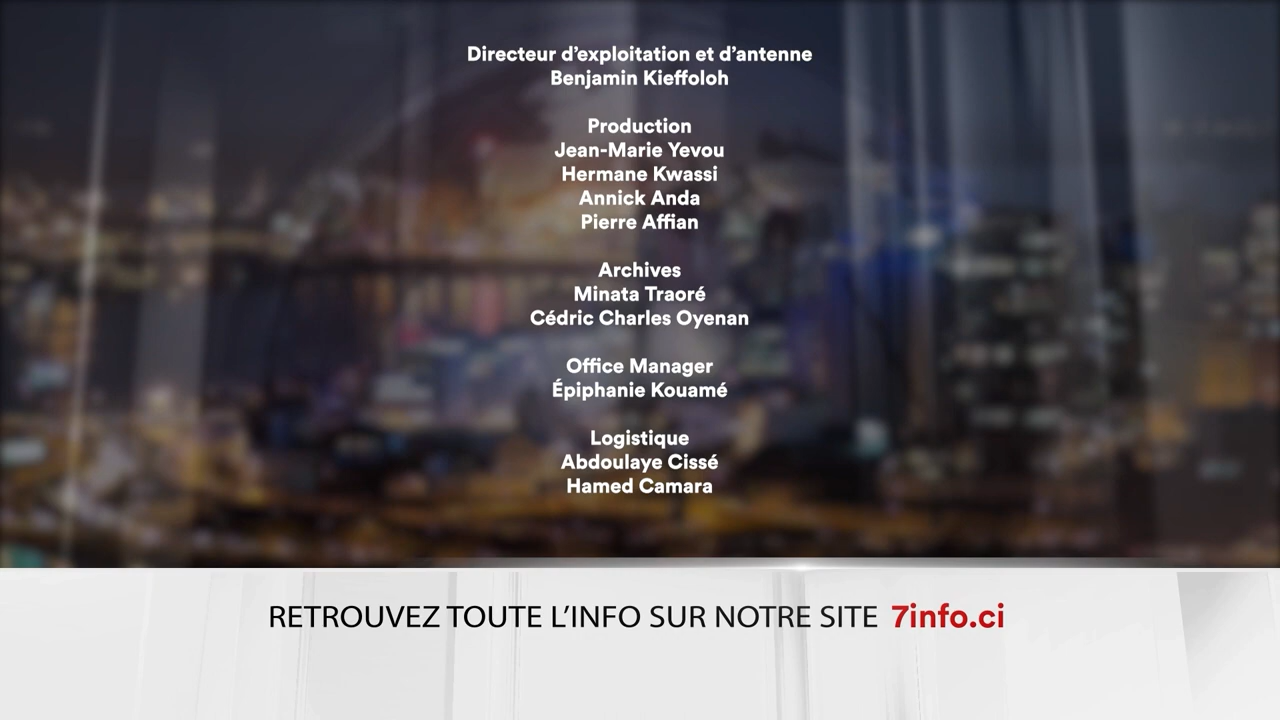 Directeur d’exploitation et d’antenne
Benjamin Kieffoloh
Production
Jean-Marie Yevou
Hermane Kwassi
Annick Anda
Pierre Affian
Archives
Minata Traoré
Cédric Charles Oyenan
Office Manager
Épiphanie Kouamé
Logistique
Abdoulaye Cissé
Hamed Camara
RETROUVEZ TOUTE L’INFO SUR NOTRE SITE 7info.ci